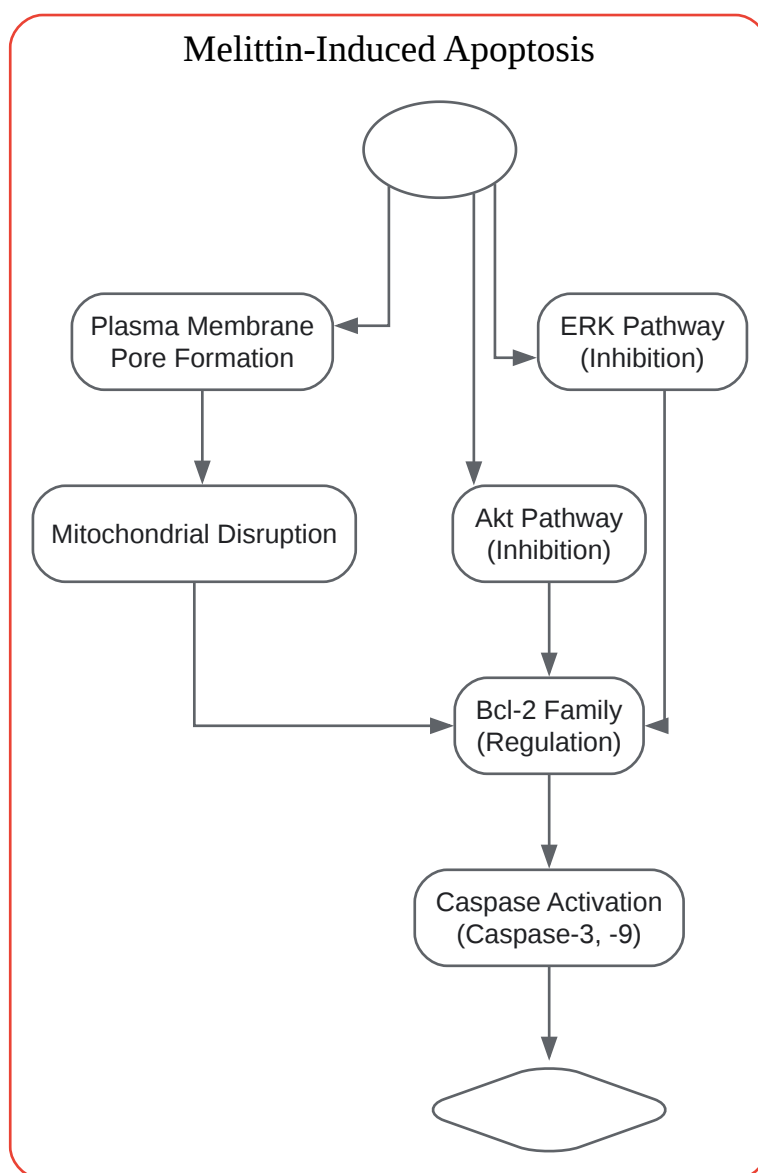 Melittin-Induced Apoptosis
Plasma Membrane
Pore Formation
ERK Pathway
(Inhibition)
Mitochondrial Disruption
Akt Pathway
(Inhibition)
Bcl-2 Family
(Regulation)
Caspase Activation
(Caspase-3, -9)